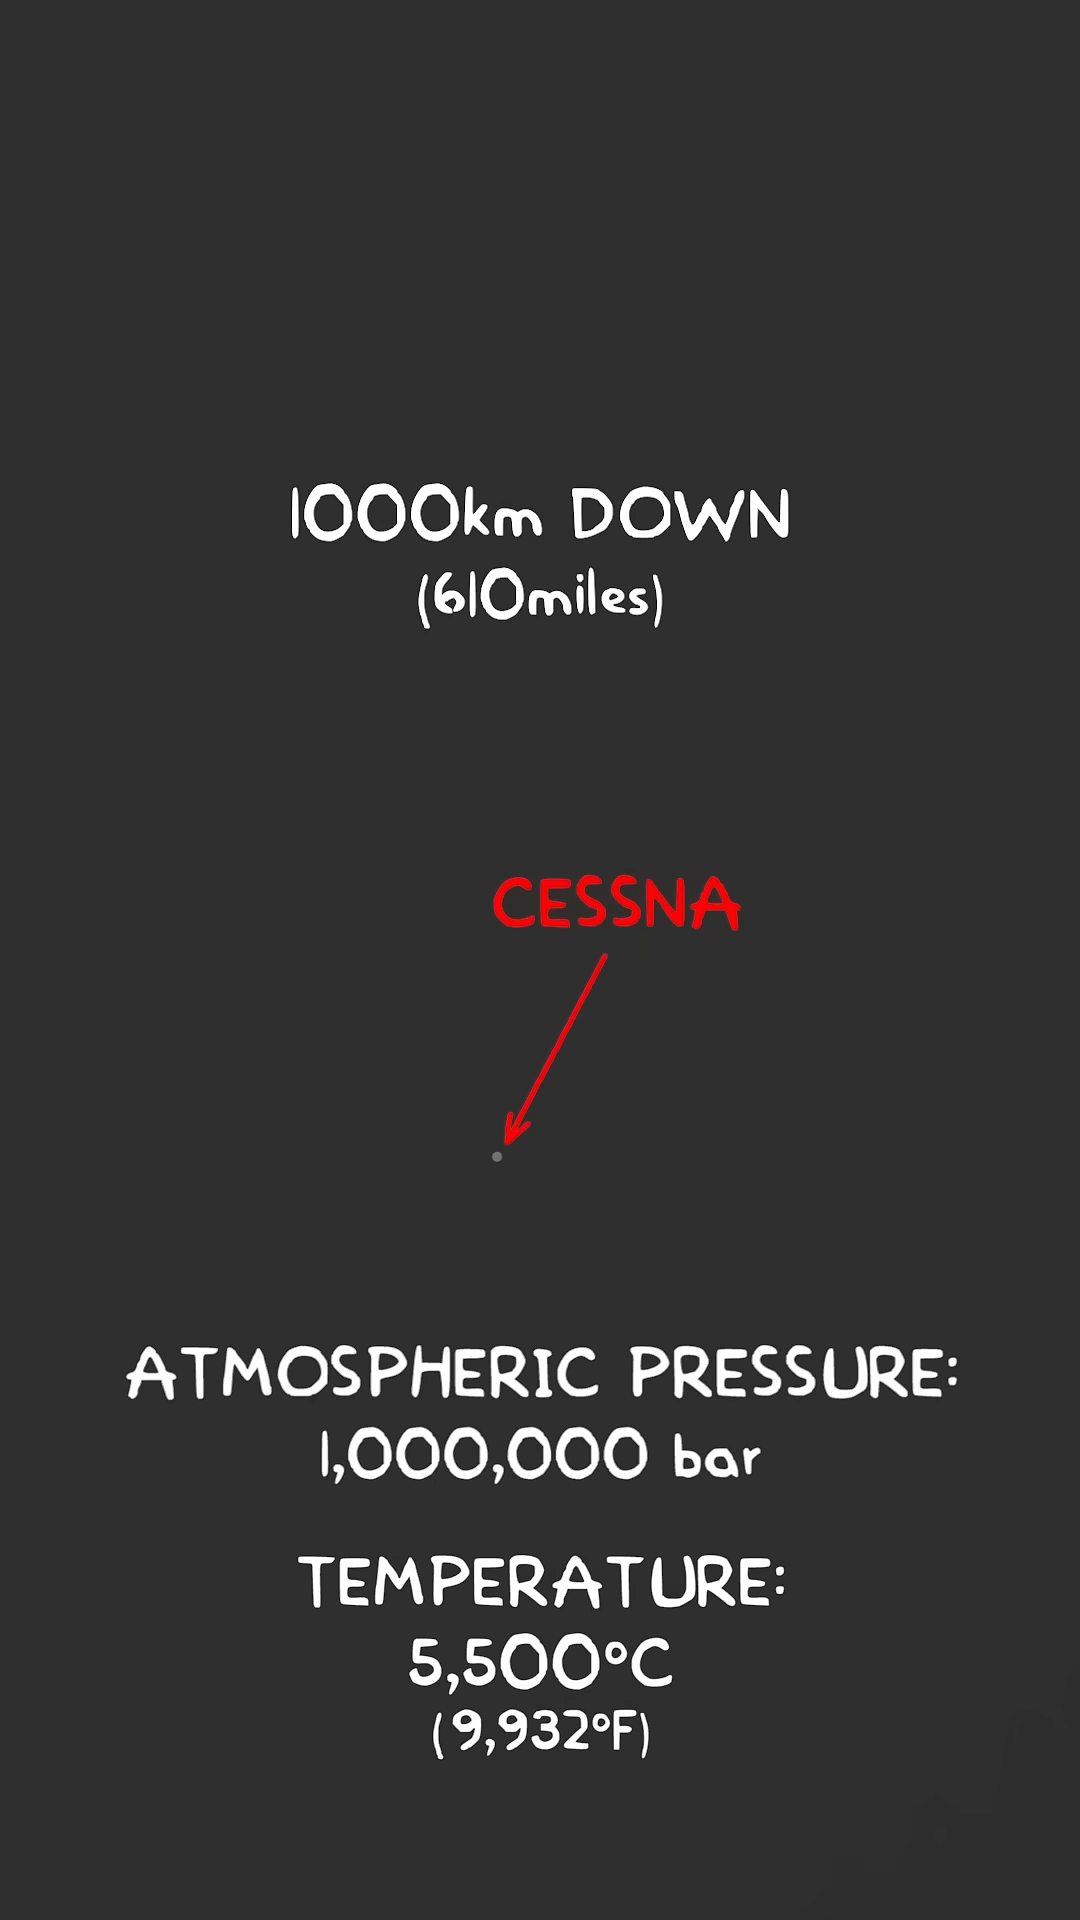 1000km DOWN
(610miles)
CESSNA
ATMOSPHERIC PRESSURE:
1,000,000 bar
TEMPERATURE:
5,500°C
(9,932°F)